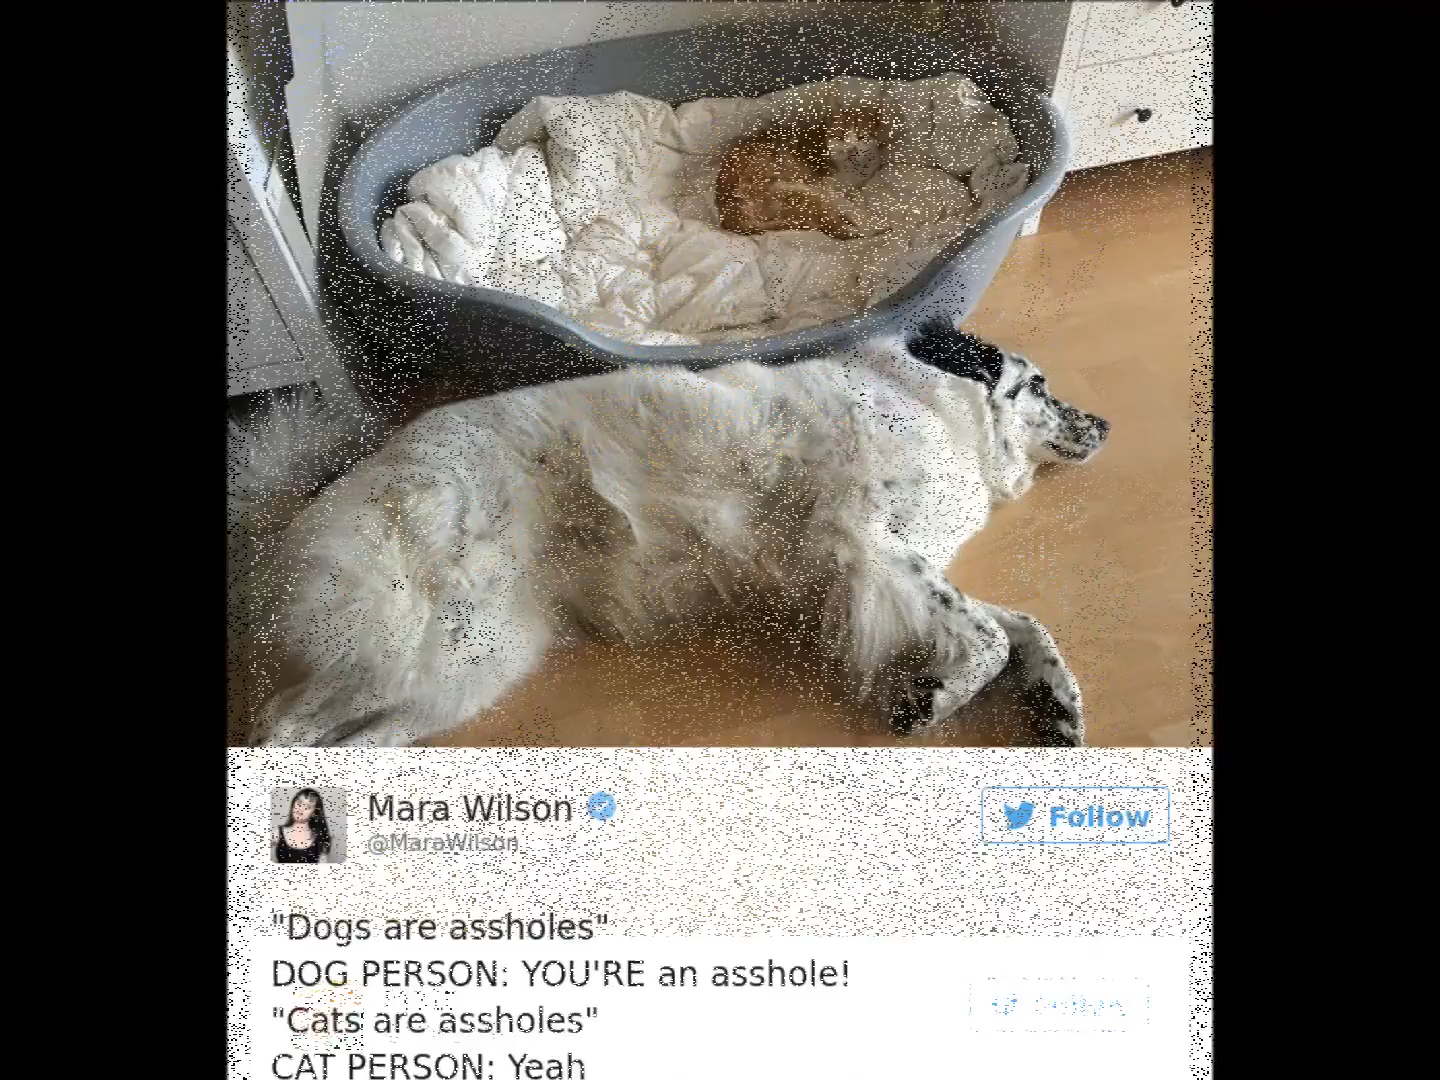 Mara Wilson
@MaraWilson
Follow
"Dogs are assholes"
DOG PERSON: YOU'RE an asshole!
"Cats are assholes"
CAT PERSON: Yeah